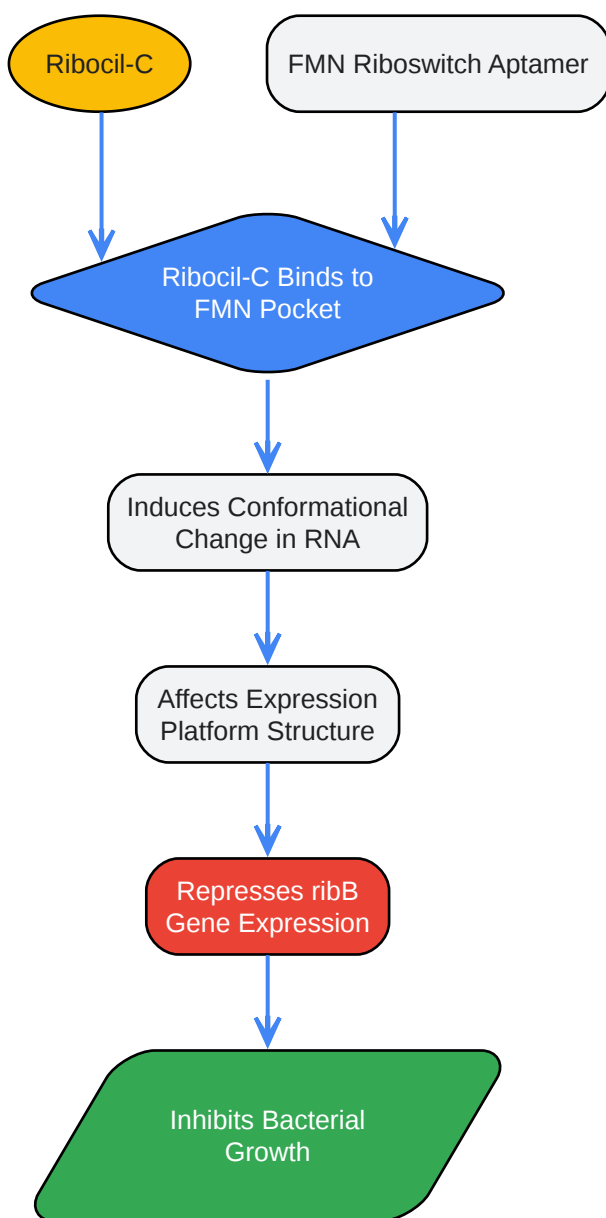 Ribocil-C
FMN Riboswitch Aptamer
Ribocil-C Binds to
FMN Pocket
Induces Conformational
Change in RNA
Affects Expression
Platform Structure
Represses ribB
Gene Expression
Inhibits Bacterial
Growth